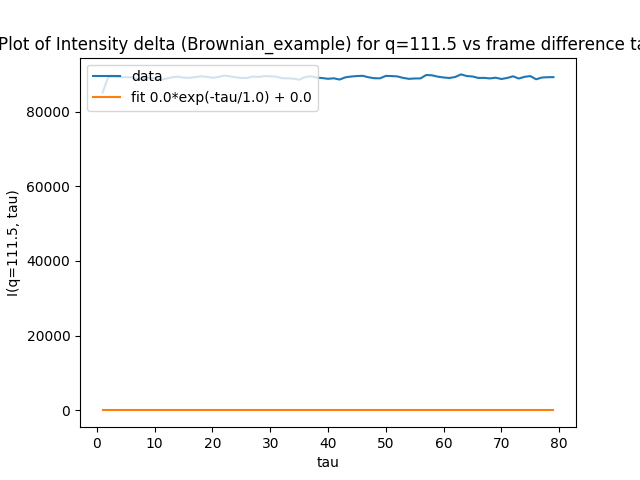 Plot of Intensity delta (Brownian_example) for q=111.5 vs frame difference ta
data
fit 0.0*exp(-tau/1.0) + 0.0
I(q=111.5, tau)
80000
60000
40000
20000
0
0 10 20 30 40 50 60 70 80
tau